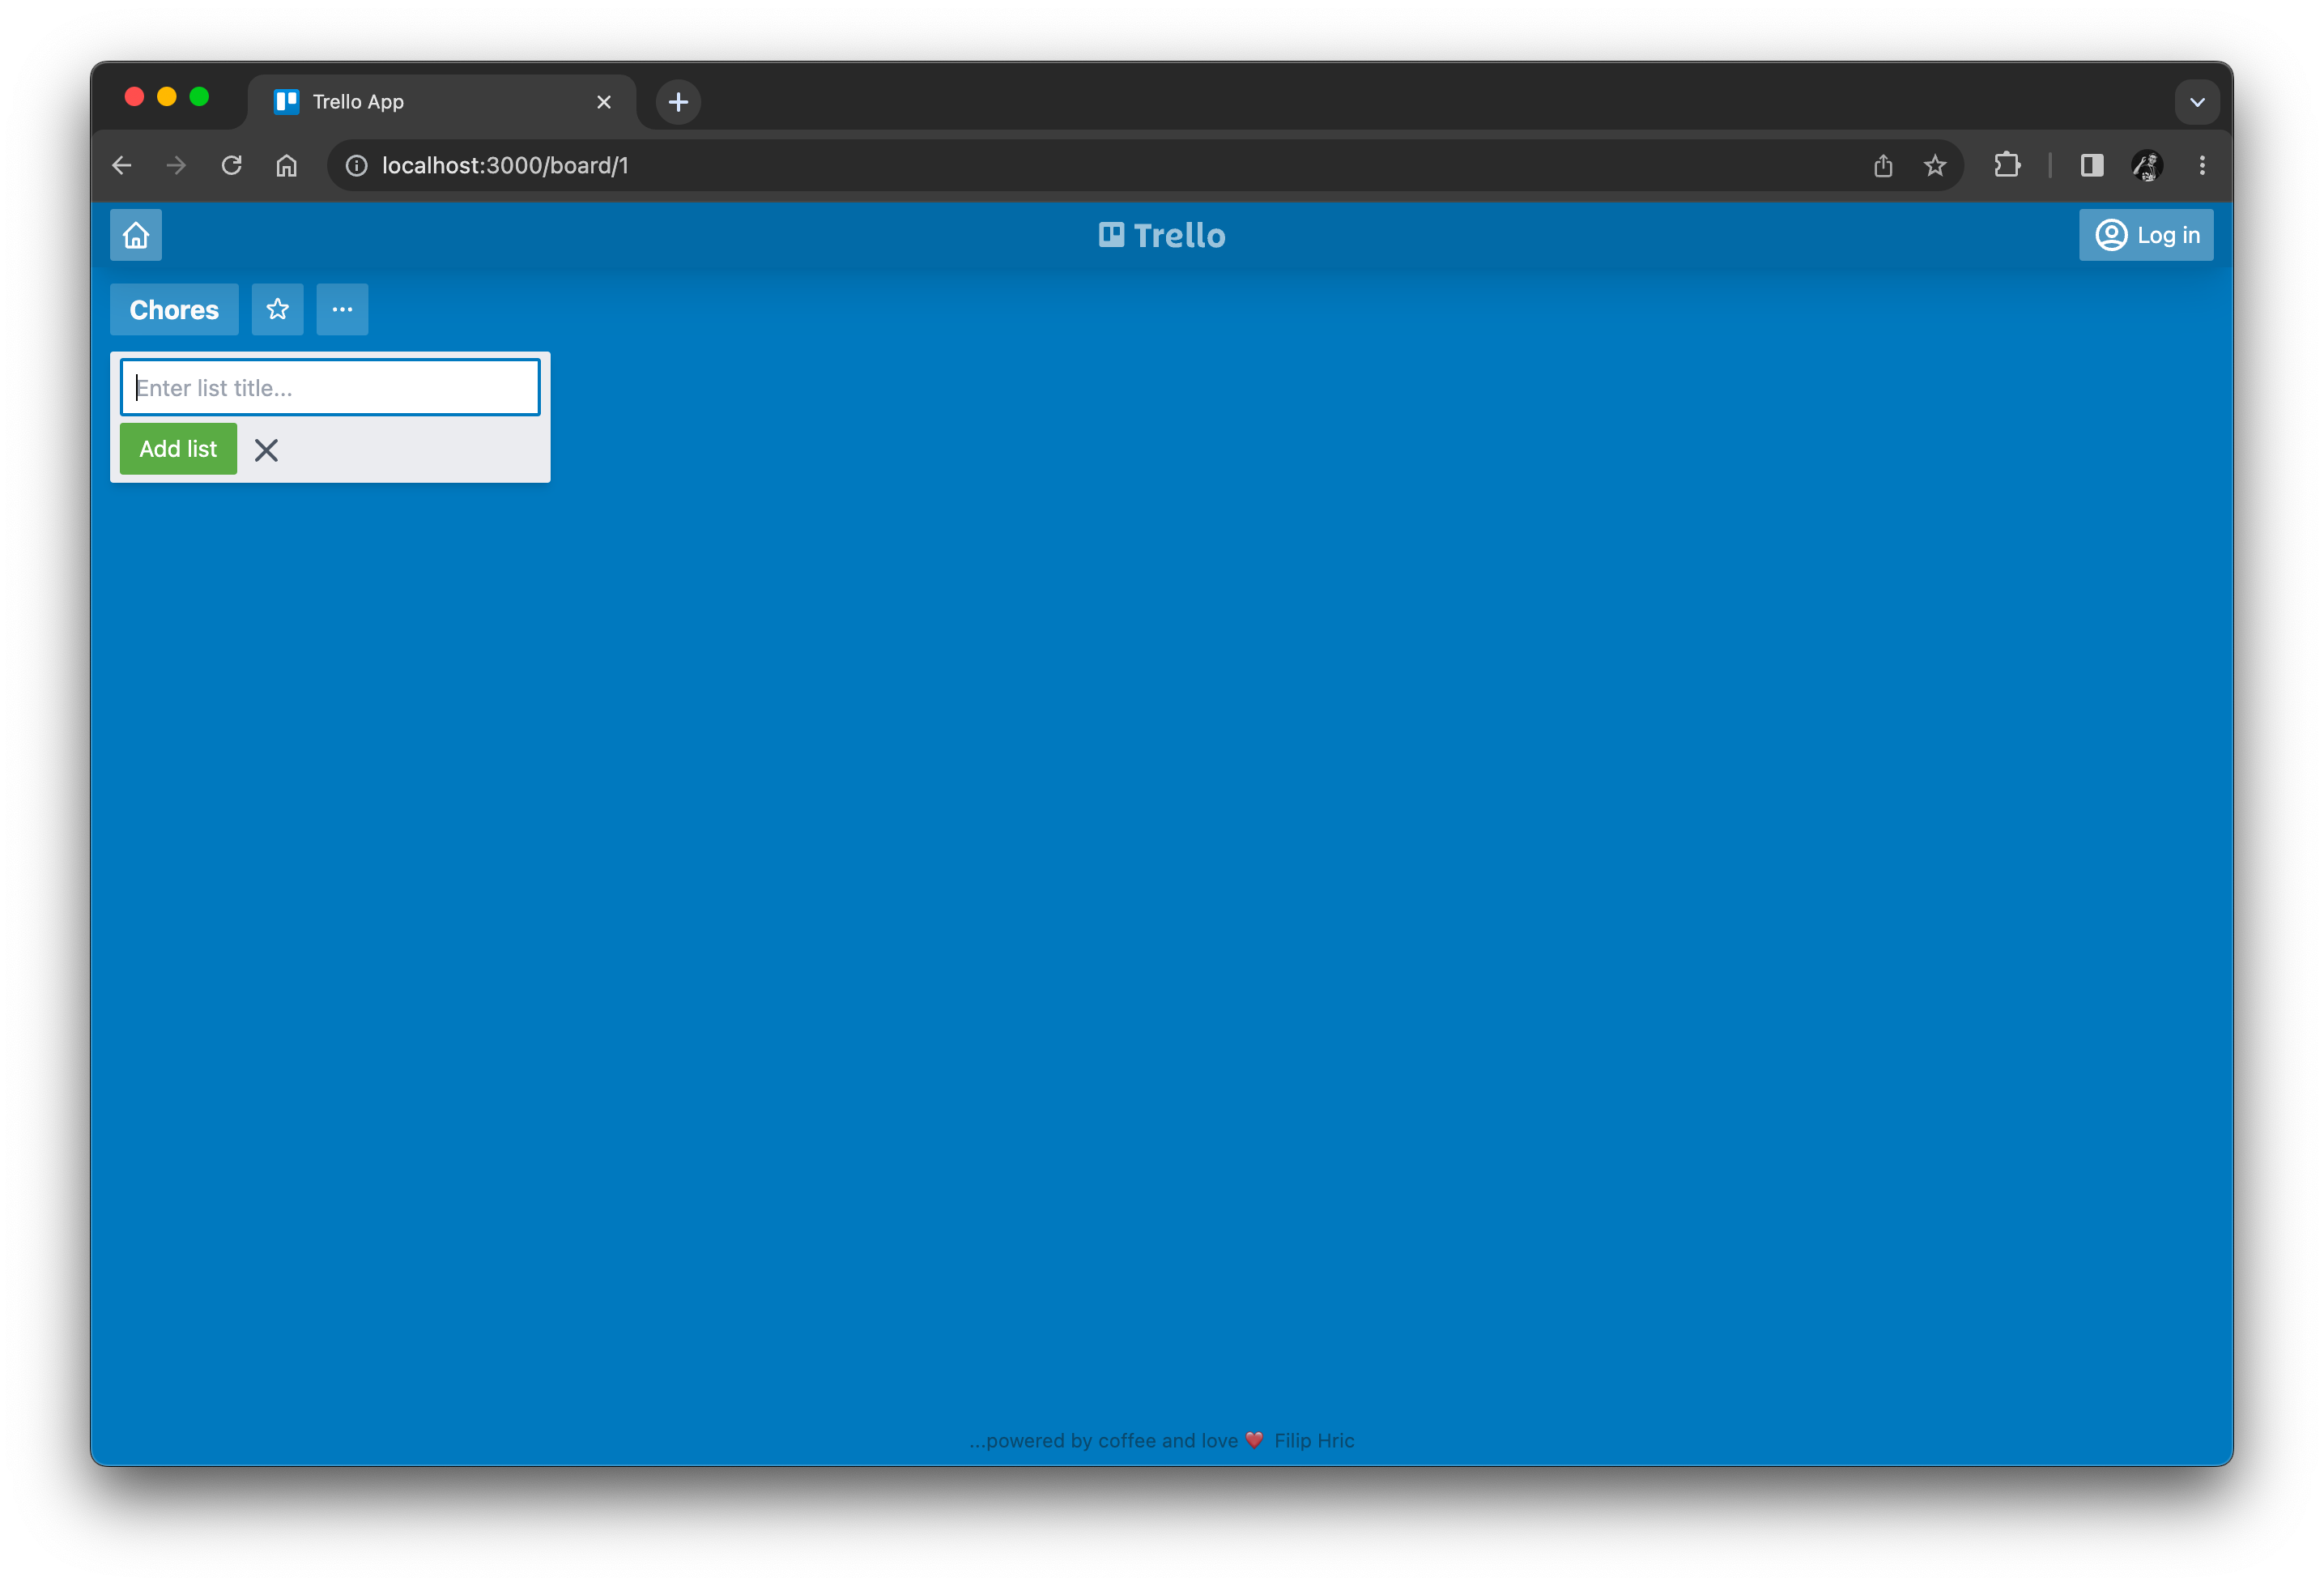 Trello App
localhost:3000/board/1
Trello
Log in
Chores
Enter list title...
Add list
...powered by coffee and love ❤️ Filip Hric